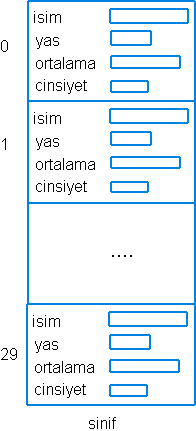 isim
0 yas
ortalama
cinsiyet
isim
1 yas
ortalama
cinsiyet
....
isim
yas
29 ortalama
cinsiyet
sinif